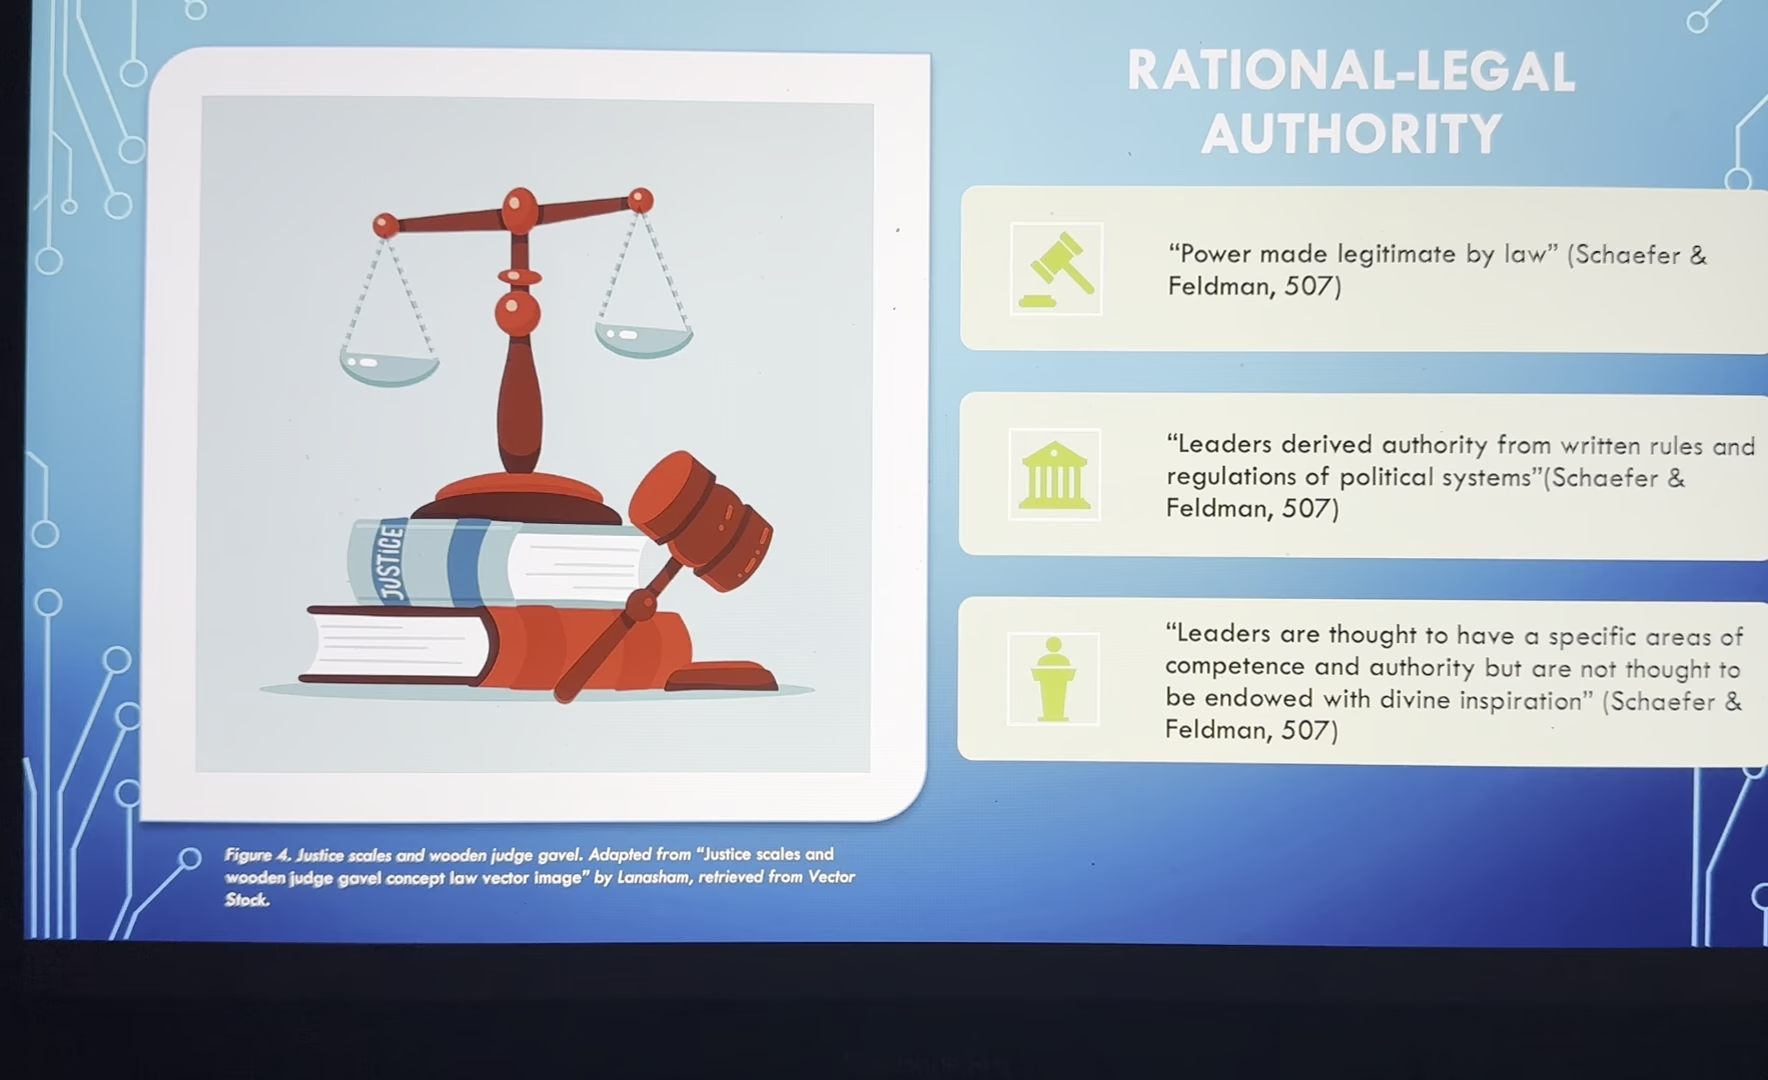 RATIONAL-LEGAL
AUTHORITY
“Power made legitimate by law” (Schaefer &
Feldman, 507)
“Leaders derived authority from written rules and
regulations of political systems”(Schaefer &
Feldman, 507)
“Leaders are thought to have a specific areas of
competence and authority but are not thought to
be endowed with divine inspiration” (Schaefer &
Feldman, 507)
JUSTICE
Figure 4. Justice scales and wooden judge gavel. Adapted from “Justice scales and
wooden judge gavel concept law vector image” by Lanasham, retrieved from Vector
Stock.